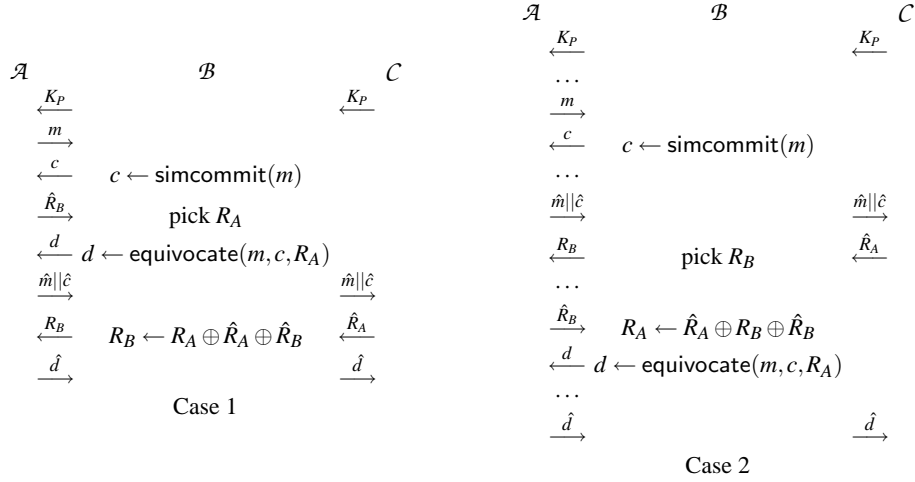 𝒜 ℬ 𝒞
K_P K_P
m
c c ← simcommit(m)
R̂_B pick R_A
d d ← equivocate(m, c, R_A)
m̂||ĉ m̂||ĉ
R_B R_B ← R_A ⊕ R̂_A ⊕ R̂_B R̂_A
d̂ d̂
Case 1
𝒜 ℬ 𝒞
K_P K_P
...
m
c c ← simcommit(m)
...
m̂||ĉ m̂||ĉ
R_B pick R_B R̂_A
...
R̂_B R_A ← R̂_A ⊕ R_B ⊕ R̂_B
d d ← equivocate(m, c, R_A)
...
d̂ d̂
Case 2